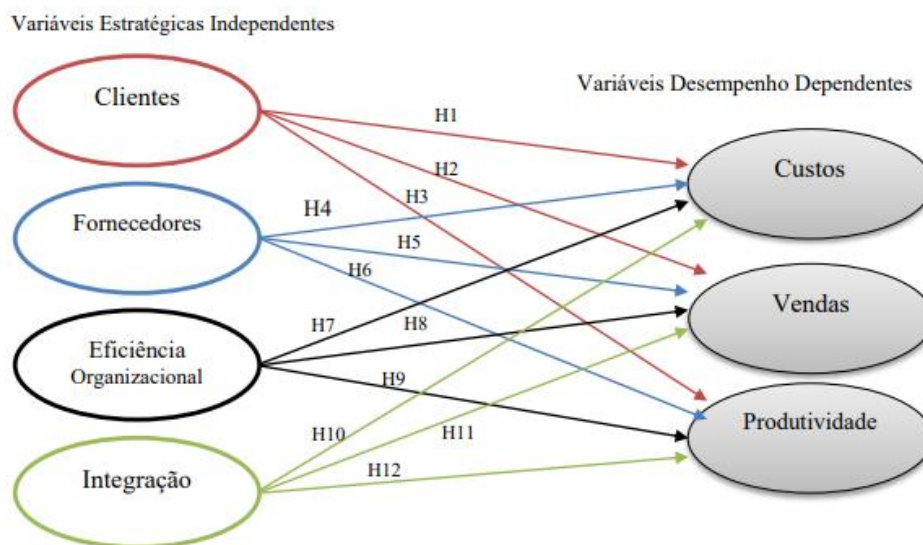 Variáveis Estratégicas Independentes
Clientes
Variáveis Desempenho Dependentes
H1
Custos
H2
Fornecedores
H4
H3
H5
H6
Vendas
Eficiência
Organizacional
H7
H8
H9
Produtividade
H10
H11
Integração
H12